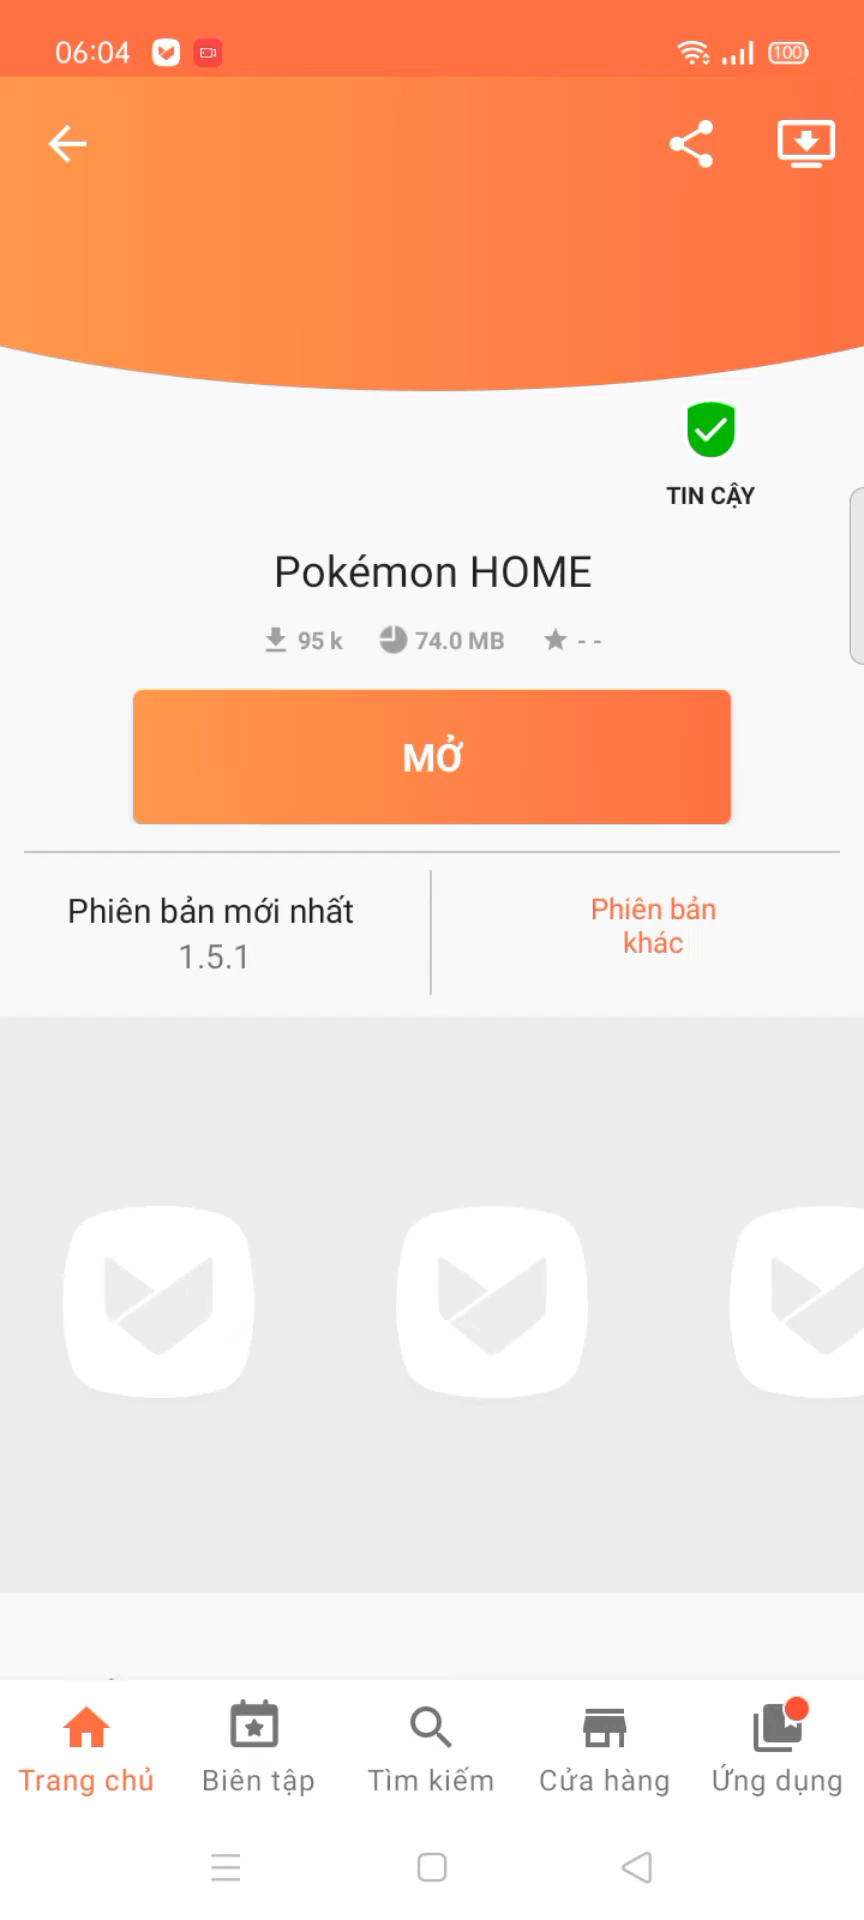 06:04
100
TIN CẬY
Pokémon HOME
95 k 74.0 MB - -
MỞ
Phiên bản mới nhất
1.5.1
Phiên bản
khác
Trang chủ Biên tập Tìm kiếm Cửa hàng Ứng dụng